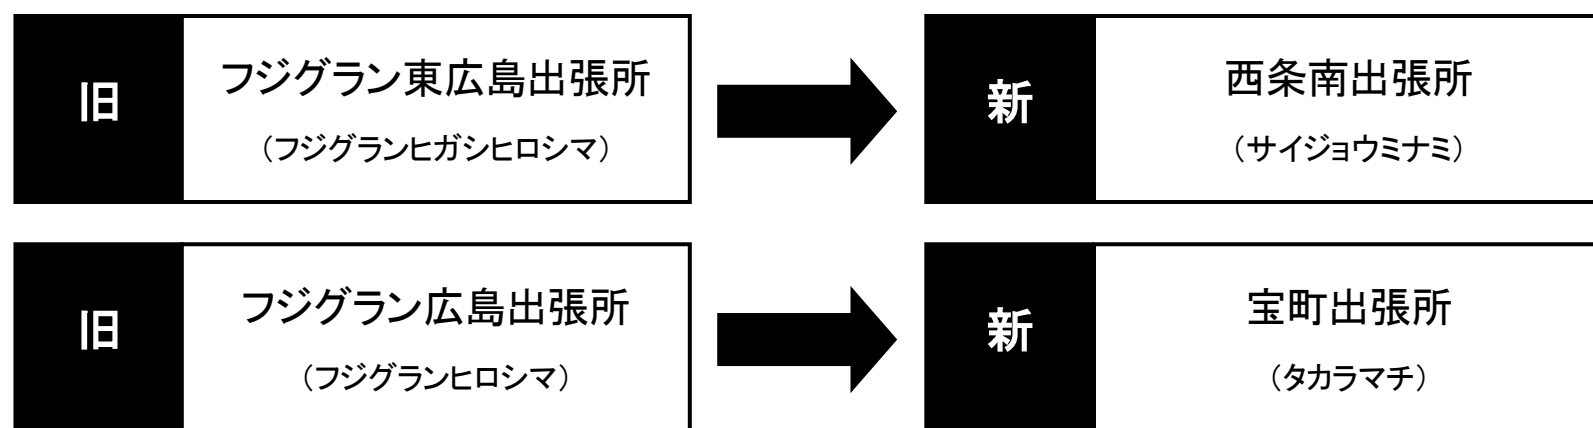 旧
フジグラン東広島出張所
（フジグランヒガシヒロシマ）
新
西条南出張所
（サイジョウミナミ）
旧
フジグラン広島出張所
（フジグランヒロシマ）
新
宝町出張所
（タカラマチ）